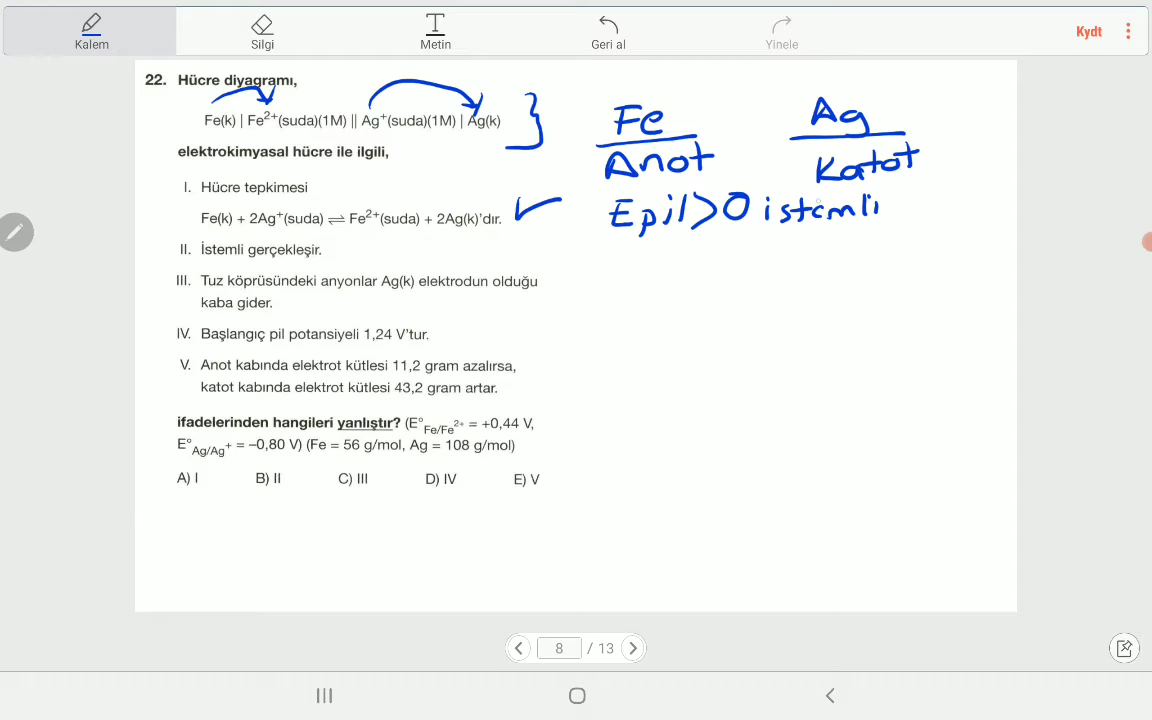 Kalem Silgi Metin Geri al Yinele Kydt
22. Hücre diyagramı,
Fe(k) | Fe²⁺(suda)(1M) || Ag⁺(suda)(1M) | Ag(k)
elektrokimyasal hücre ile ilgili,
I. Hücre tepkimesi
Fe(k) + 2Ag⁺(suda) ⇌ Fe²⁺(suda) + 2Ag(k)’dır.
II. İstemli gerçekleşir.
III. Tuz köprüsündeki anyonlar Ag(k) elektrodun olduğu
kaba gider.
IV. Başlangıç pil potansiyeli 1,24 V’tur.
V. Anot kabında elektrot kütlesi 11,2 gram azalırsa,
katot kabında elektrot kütlesi 43,2 gram artar.
ifadelerinden hangileri yanlıştır? (E°Fe/Fe²⁺ = +0,44 V,
E°Ag/Ag⁺ = –0,80 V) (Fe = 56 g/mol, Ag = 108 g/mol)
A) I B) II C) III D) IV E) V
Fe Ag
Anot Katot
Epil>0 istemli
8 / 13